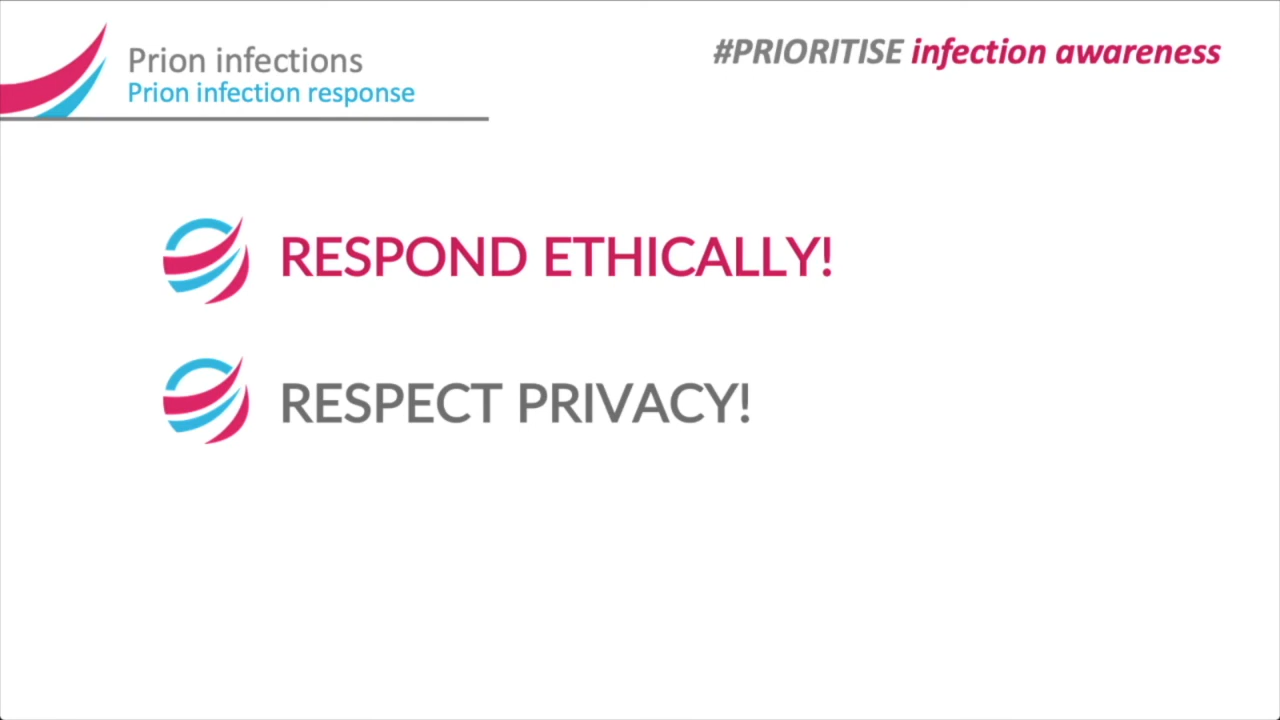 Prion infections
Prion infection response
#PRIORITISE infection awareness
RESPOND ETHICALLY!
RESPECT PRIVACY!